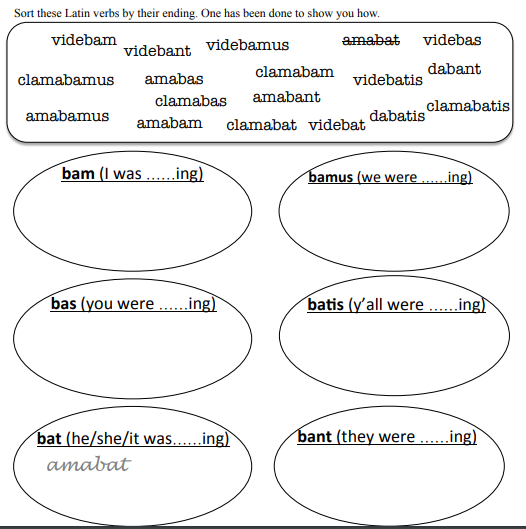 Sort these Latin verbs by their ending. One has been done to show you how.
videbam videbant videbamus amabat videbas
clamabamus amabas clamabam videbatis dabant
amabamus clamabas amabant clamabatis
amabam clamabat videbat dabatis
bam (I was ......ing)
bamus (we were ......ing)
bas (you were ......ing)
batis (y'all were ......ing)
bat (he/she/it was......ing)
amabat
bant (they were ......ing)